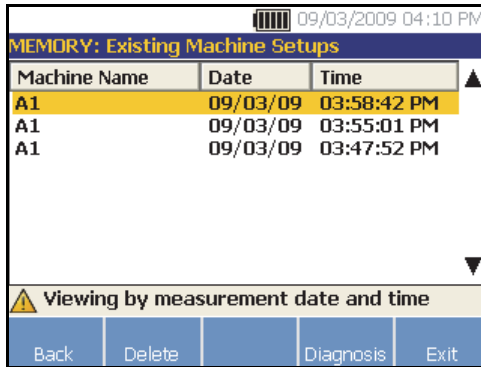 09/03/2009 04:10 PM
MEMORY: Existing Machine Setups
Machine Name Date Time
A1 09/03/09 03:58:42 PM
A1 09/03/09 03:55:01 PM
A1 09/03/09 03:47:52 PM
Viewing by measurement date and time
Back Delete Diagnosis Exit